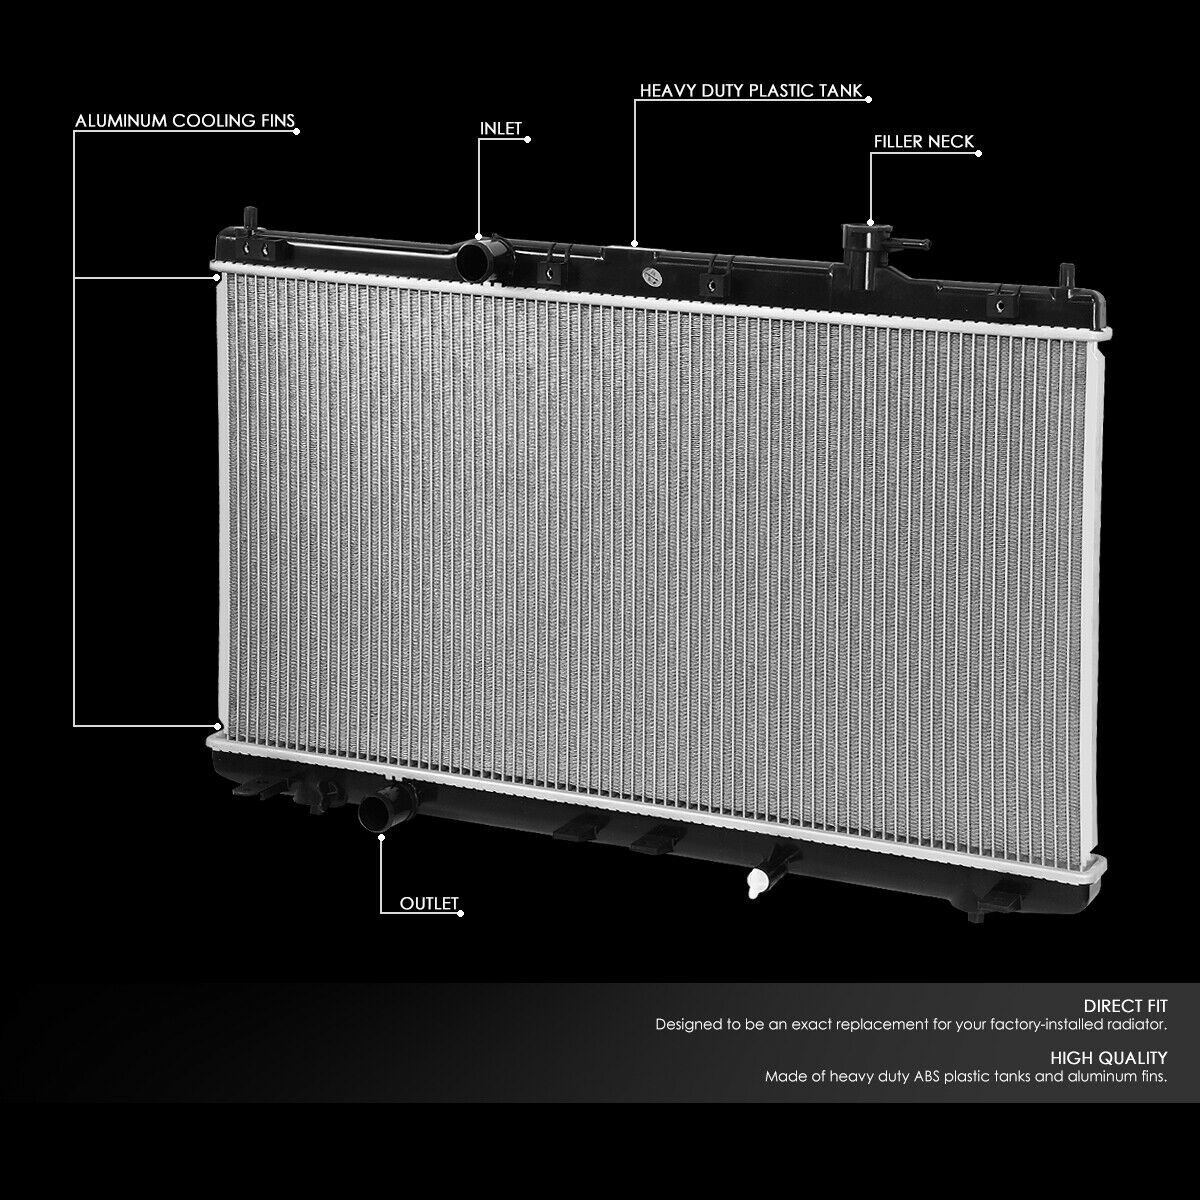 HEAVY DUTY PLASTIC TANK
ALUMINUM COOLING FINS
INLET
FILLER NECK
OUTLET
DIRECT FIT
Designed to be an exact replacement for your factory-installed radiator.
HIGH QUALITY
Made of heavy duty ABS plastic tanks and aluminum fins.